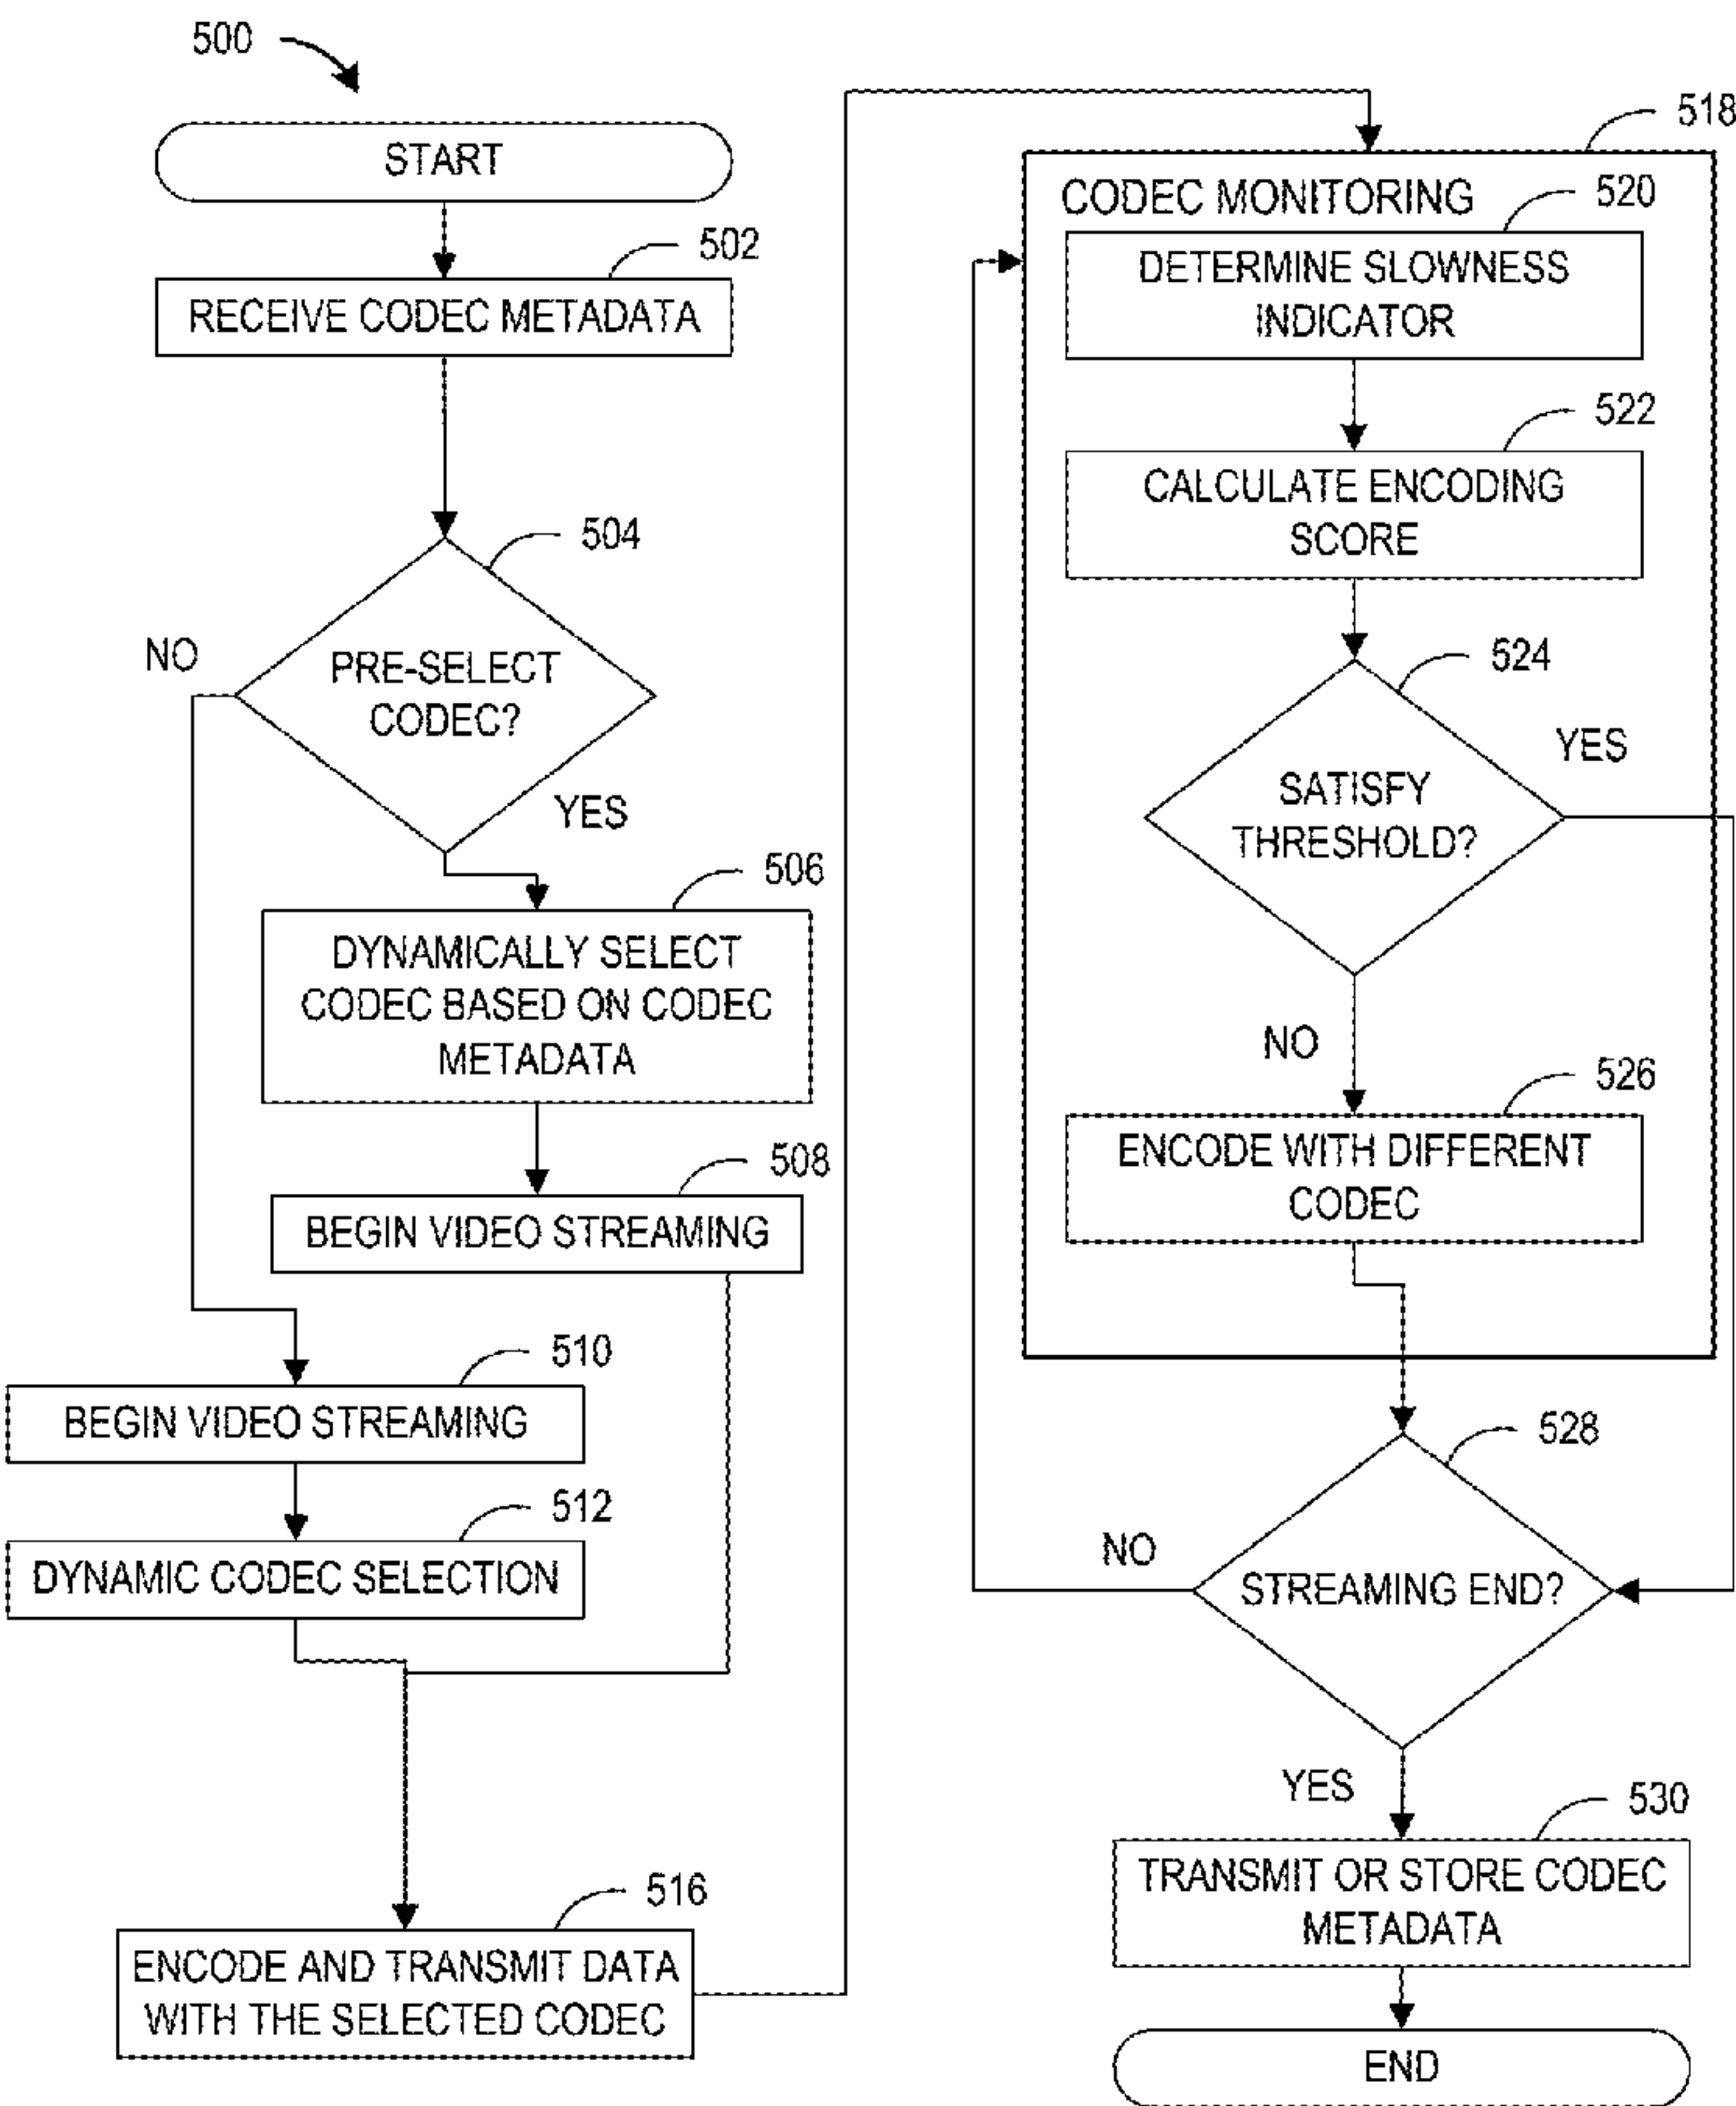 500
START
502
RECEIVE CODEC METADATA
504
NO
PRE-SELECT
CODEC?
YES
506
DYNAMICALLY SELECT
CODEC BASED ON CODEC
METADATA
508
BEGIN VIDEO STREAMING
510
BEGIN VIDEO STREAMING
512
DYNAMIC CODEC SELECTION
516
ENCODE AND TRANSMIT DATA
WITH THE SELECTED CODEC
518
CODEC MONITORING
520
DETERMINE SLOWNESS
INDICATOR
522
CALCULATE ENCODING
SCORE
524
YES
SATISFY
THRESHOLD?
NO
526
ENCODE WITH DIFFERENT
CODEC
528
NO
STREAMING END?
YES
530
TRANSMIT OR STORE CODEC
METADATA
END